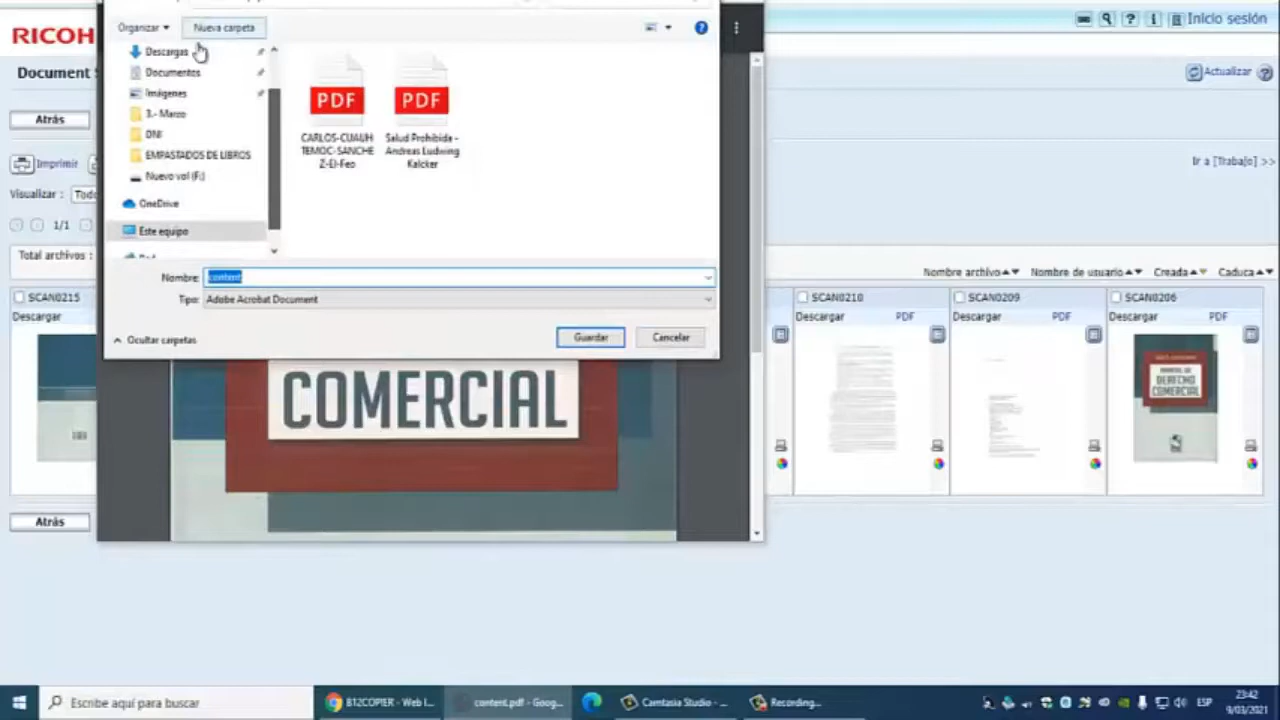 Organizar
Nueva carpeta
Inicio sesión
RICOH
Descargas
Documentos
Imágenes
3.- Marzo
DNI
EMPASTADOS DE LIBROS
Nuevo vol (F:)
OneDrive
Este equipo
PDF
CARLOS-CUAUH
TEMOC-SANCHE
Z-El-Feo
PDF
Salud Prohibida -
Andreas Ludwing
Kalcker
Document
Actualizar
Atrás
Imprimir
Ir a [Trabajo] >>
Visualizar :
1/1
Total archivos :
Nombre archivo
Nombre de usuario
Creada
Caduca
Nombre:
content
Tipo:
Adobe Acrobat Document
Ocultar carpetas
Guardar
Cancelar
SCAN0215
Descargar
SCAN0210
Descargar
PDF
SCAN0209
Descargar
PDF
SCAN0206
Descargar
PDF
DERECHO
COMERCIAL
COMERCIAL
Atrás
Escribe aquí para buscar
B12COPIER - Web I...
content.pdf - Goog...
Camtasia Studio - ...
Recording...
ESP
23:42
9/03/2021